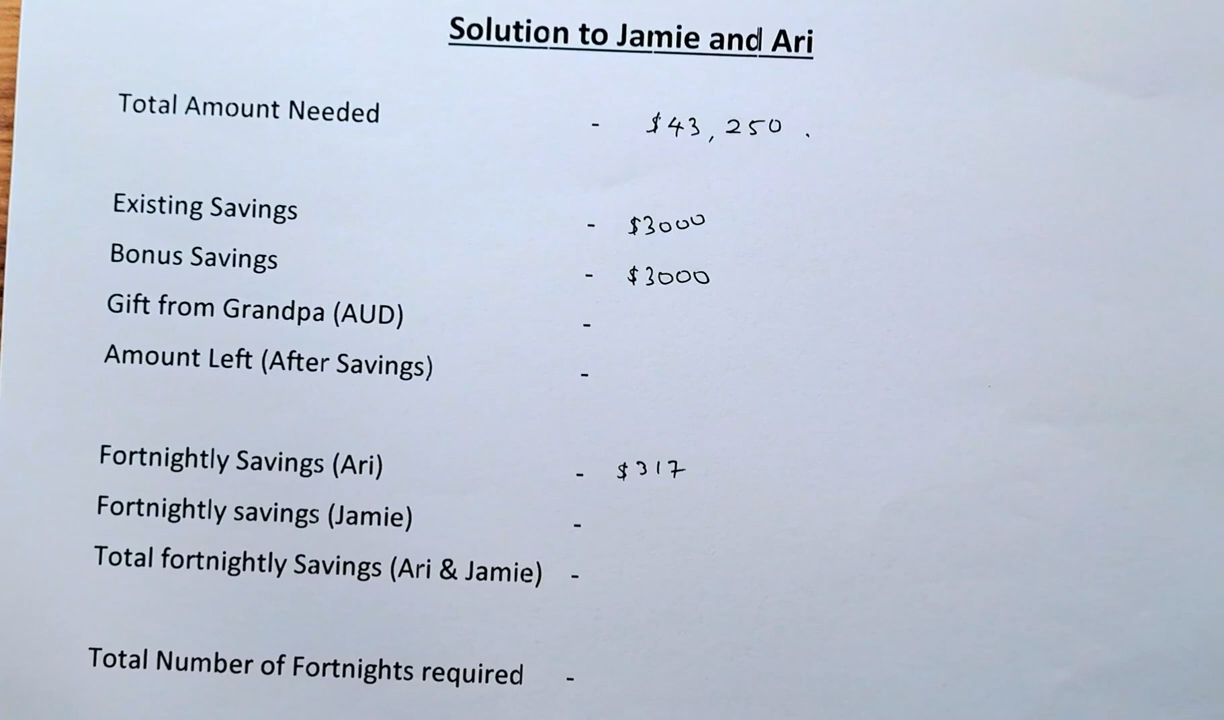 Solution to Jamie and Ari
Total Amount Needed - $43,250.
Existing Savings - $3000
Bonus Savings - $3000
Gift from Grandpa (AUD) -
Amount Left (After Savings) -
Fortnightly Savings (Ari) - $317
Fortnightly savings (Jamie) -
Total fortnightly Savings (Ari & Jamie) -
Total Number of Fortnights required -